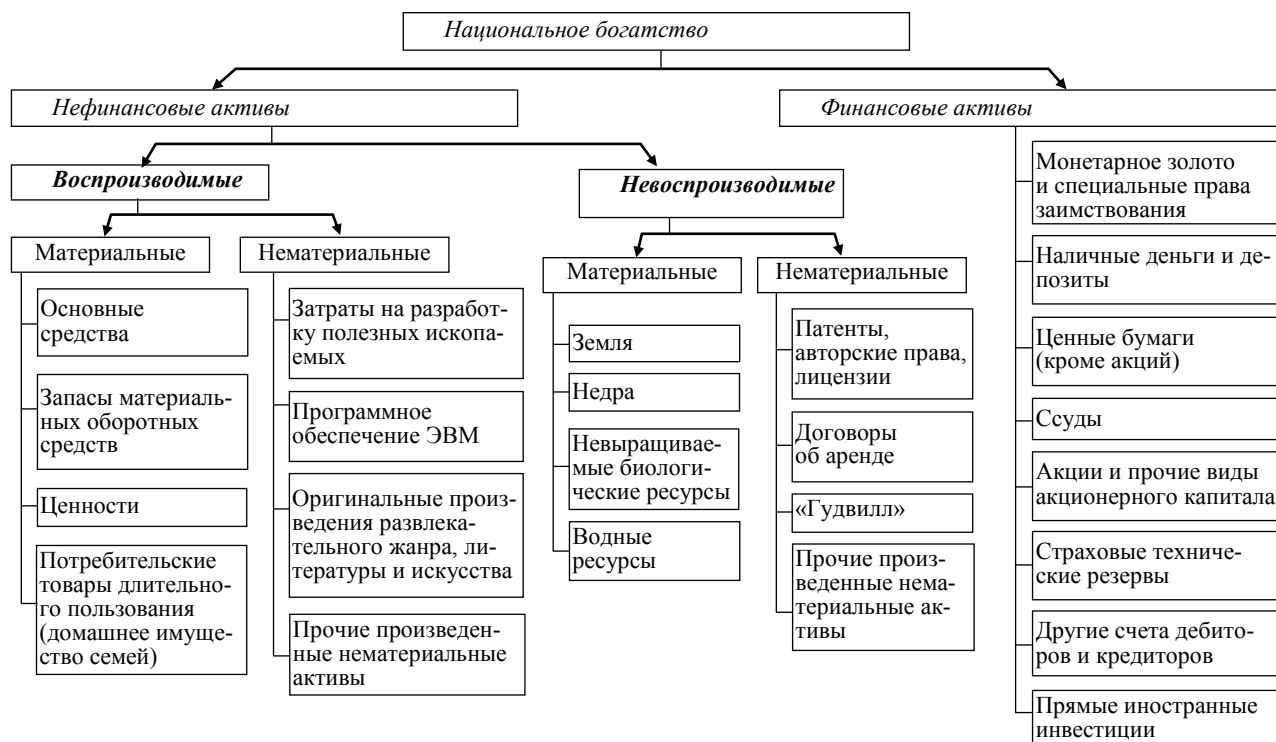 Национальное богатство
Нефинансовые активы
Финансовые активы
Воспроизводимые
Невоспроизводимые
Материальные
Основные
средства
Запасы материаль-
ных оборотных
средств
Ценности
Потребительские
товары длительно-
го пользования
(домашнее имуще-
ство семей)
Нематериальные
Затраты на разработ-
ку полезных ископа-
емых
Программное
обеспечение ЭВМ
Оригинальные произ-
ведения развлека-
тельного жанра, ли-
тературы и искусства
Прочие произведен-
ные нематериальные
активы
Материальные
Земля
Недра
Невыращивае-
мые биологи-
ческие ресурсы
Водные
ресурсы
Нематериальные
Патенты,
авторские права,
лицензии
Договоры
об аренде
«Гудвилл»
Прочие произ-
веденные нема-
териальные ак-
тивы
Монетарное золото
и специальные права
заимствования
Наличные деньги и де-
позиты
Ценные бумаги
(кроме акций)
Ссуды
Акции и прочие виды
акционерного капитала
Страховые техниче-
ские резервы
Другие счета дебито-
ров и кредиторов
Прямые иностранные
инвестиции